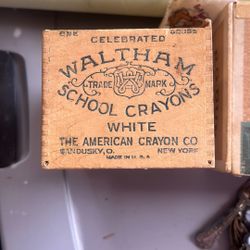 ONE GROSS
CELEBRATED
WALTHAM
TRADE MARK
SCHOOL CRAYONS
WHITE
THE AMERICAN CRAYON CO
SANDUSKY, O. NEW YORK
MADE IN U.S.A